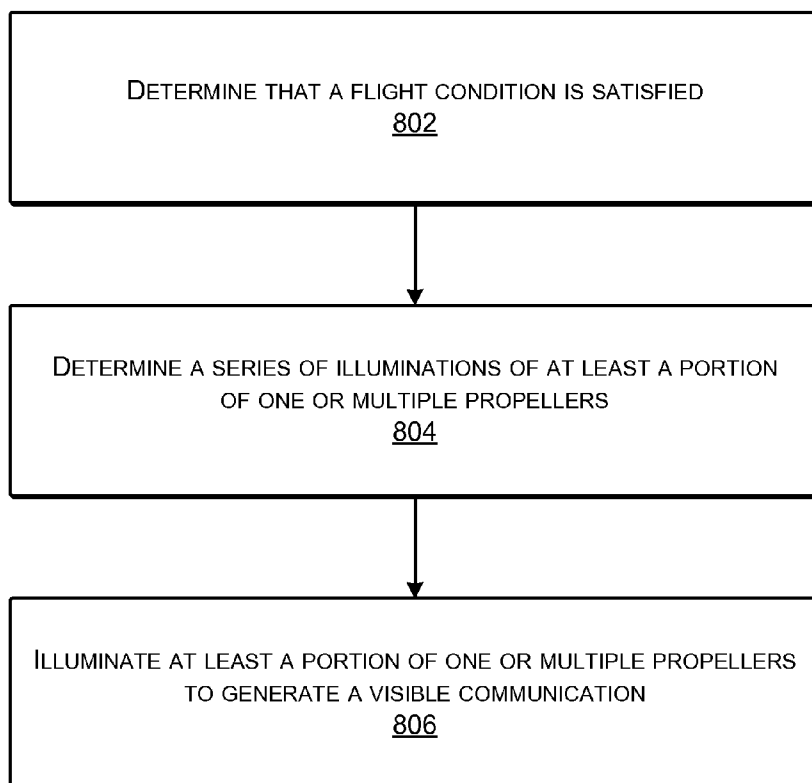 DETERMINE THAT A FLIGHT CONDITION IS SATISFIED
802
DETERMINE A SERIES OF ILLUMINATIONS OF AT LEAST A PORTION
OF ONE OR MULTIPLE PROPELLERS
804
ILLUMINATE AT LEAST A PORTION OF ONE OR MULTIPLE PROPELLERS
TO GENERATE A VISIBLE COMMUNICATION
806